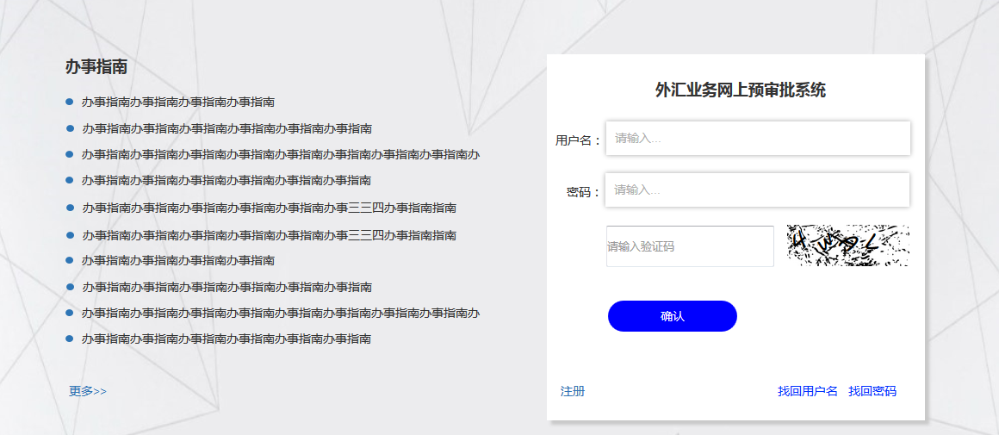 办事指南
办事指南办事指南办事指南办事指南
办事指南办事指南办事指南办事指南办事指南办事指南
办事指南办事指南办事指南办事指南办事指南办事指南办事指南办事指南办
办事指南办事指南办事指南办事指南办事指南办事指南
办事指南办事指南办事指南办事指南办事指南办事三三四办事指南指南
办事指南办事指南办事指南办事指南办事指南办事三三四办事指南指南
办事指南办事指南办事指南办事指南
办事指南办事指南办事指南办事指南办事指南办事指南
办事指南办事指南办事指南办事指南办事指南办事指南办事指南办事指南办
办事指南办事指南办事指南办事指南办事指南办事指南
更多>>
外汇业务网上预审批系统
用户名：
请输入...
密码：
请输入...
请输入验证码
确认
注册
找回用户名 找回密码